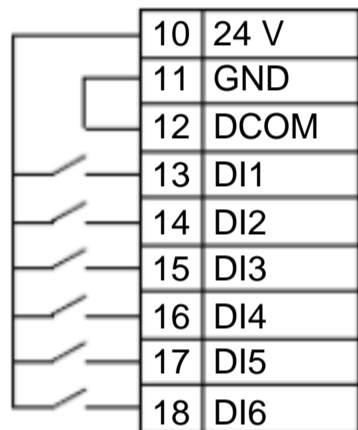 10 24 V
11 GND
12 DCOM
13 DI1
14 DI2
15 DI3
16 DI4
17 DI5
18 DI6